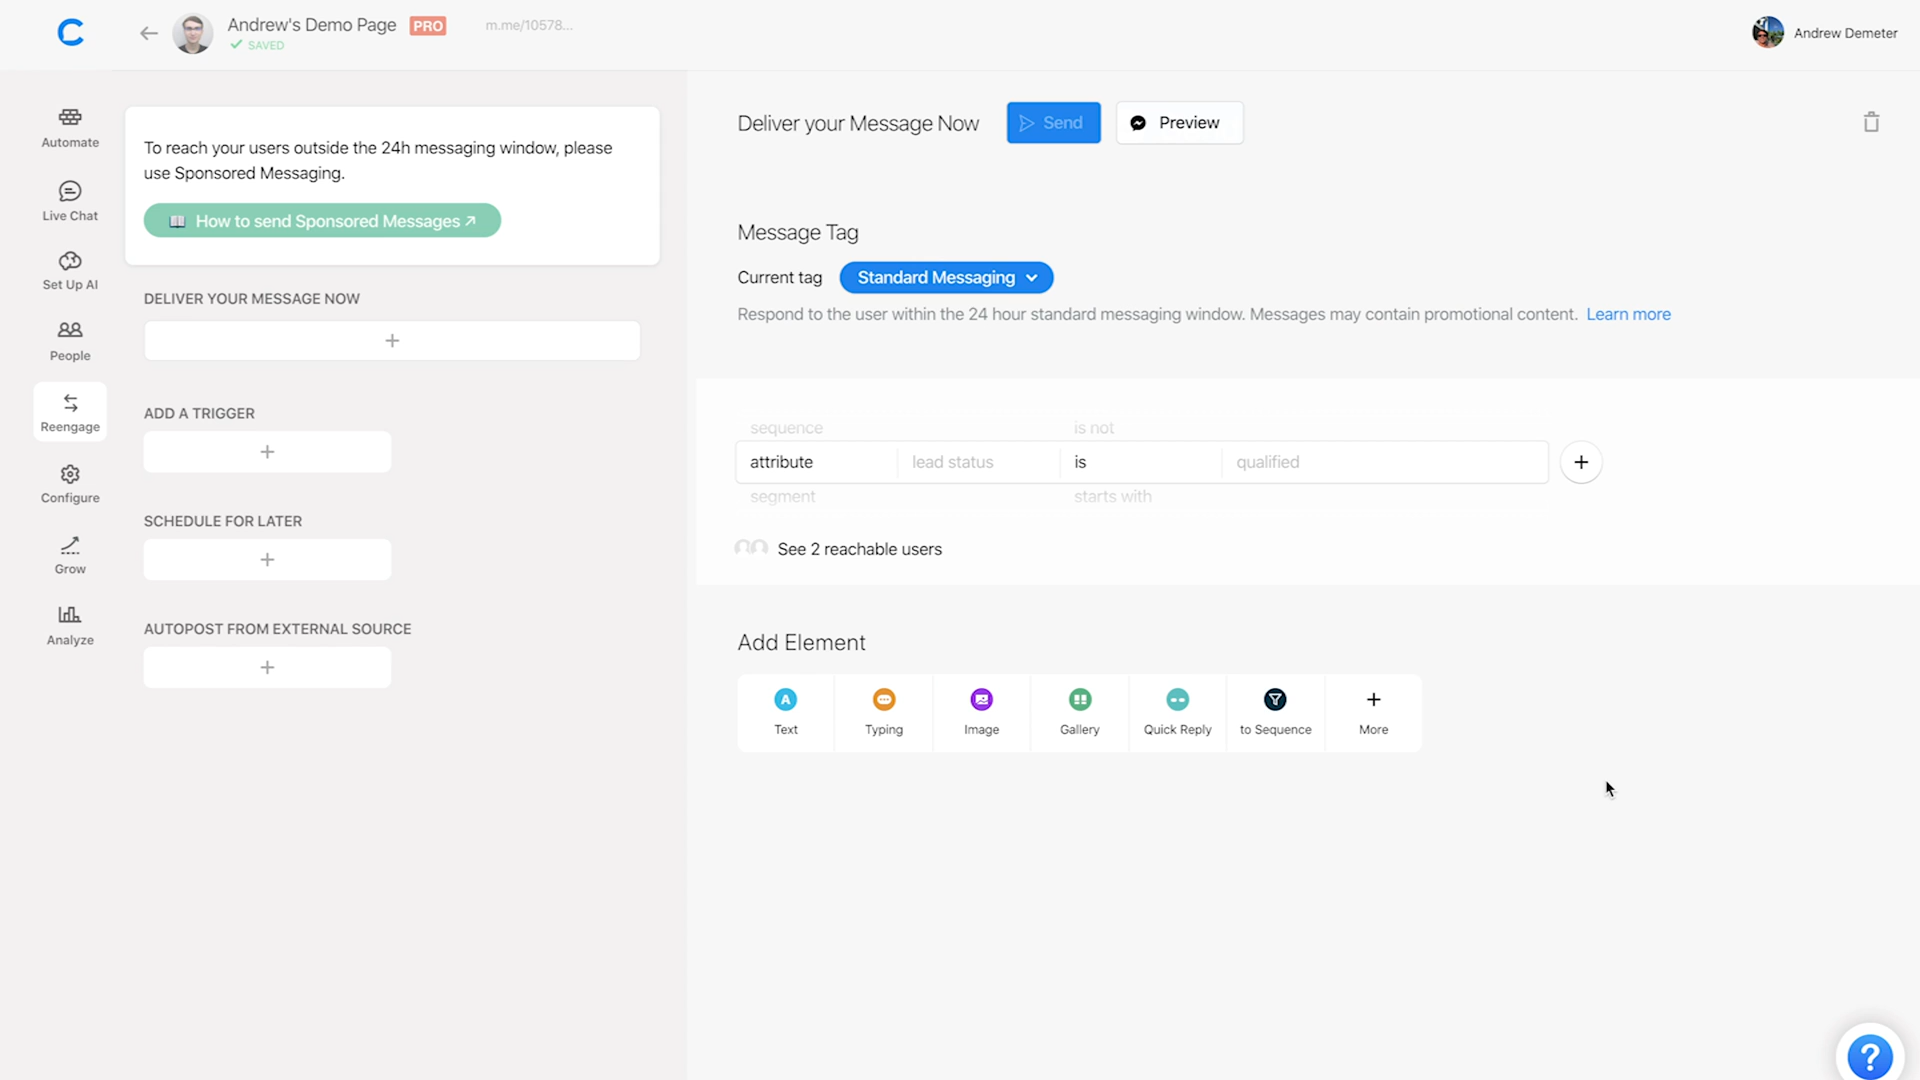 Andrew's Demo Page PRO m.me/10578...
SAVED
Andrew Demeter
Automate
Live Chat
Set Up AI
People
Reengage
Configure
Grow
Analyze
To reach your users outside the 24h messaging window, please
use Sponsored Messaging.
How to send Sponsored Messages
DELIVER YOUR MESSAGE NOW
+
ADD A TRIGGER
+
SCHEDULE FOR LATER
+
AUTOPOST FROM EXTERNAL SOURCE
+
Deliver your Message Now Send Preview
Message Tag
Current tag Standard Messaging
Respond to the user within the 24 hour standard messaging window. Messages may contain promotional content. Learn more
sequence is not
attribute lead status is qualified +
segment starts with
See 2 reachable users
Add Element
A
Text Typing Image Gallery Quick Reply to Sequence More
?